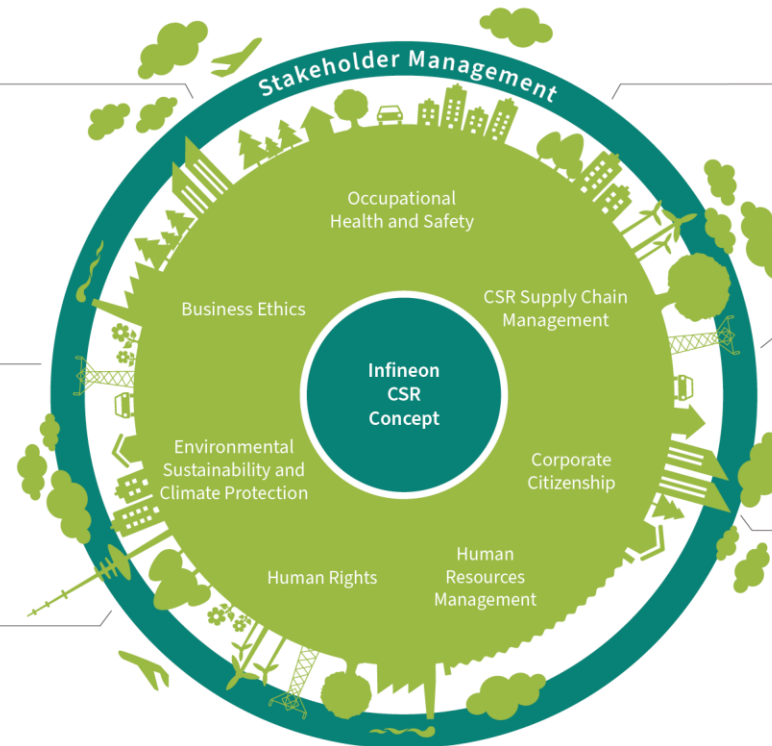 Stakeholder Management
Occupational
Health and Safety
Business Ethics
CSR Supply Chain
Management
Infineon
CSR
Concept
Environmental
Sustainability and
Climate Protection
Corporate
Citizenship
Human Rights
Human
Resources
Management